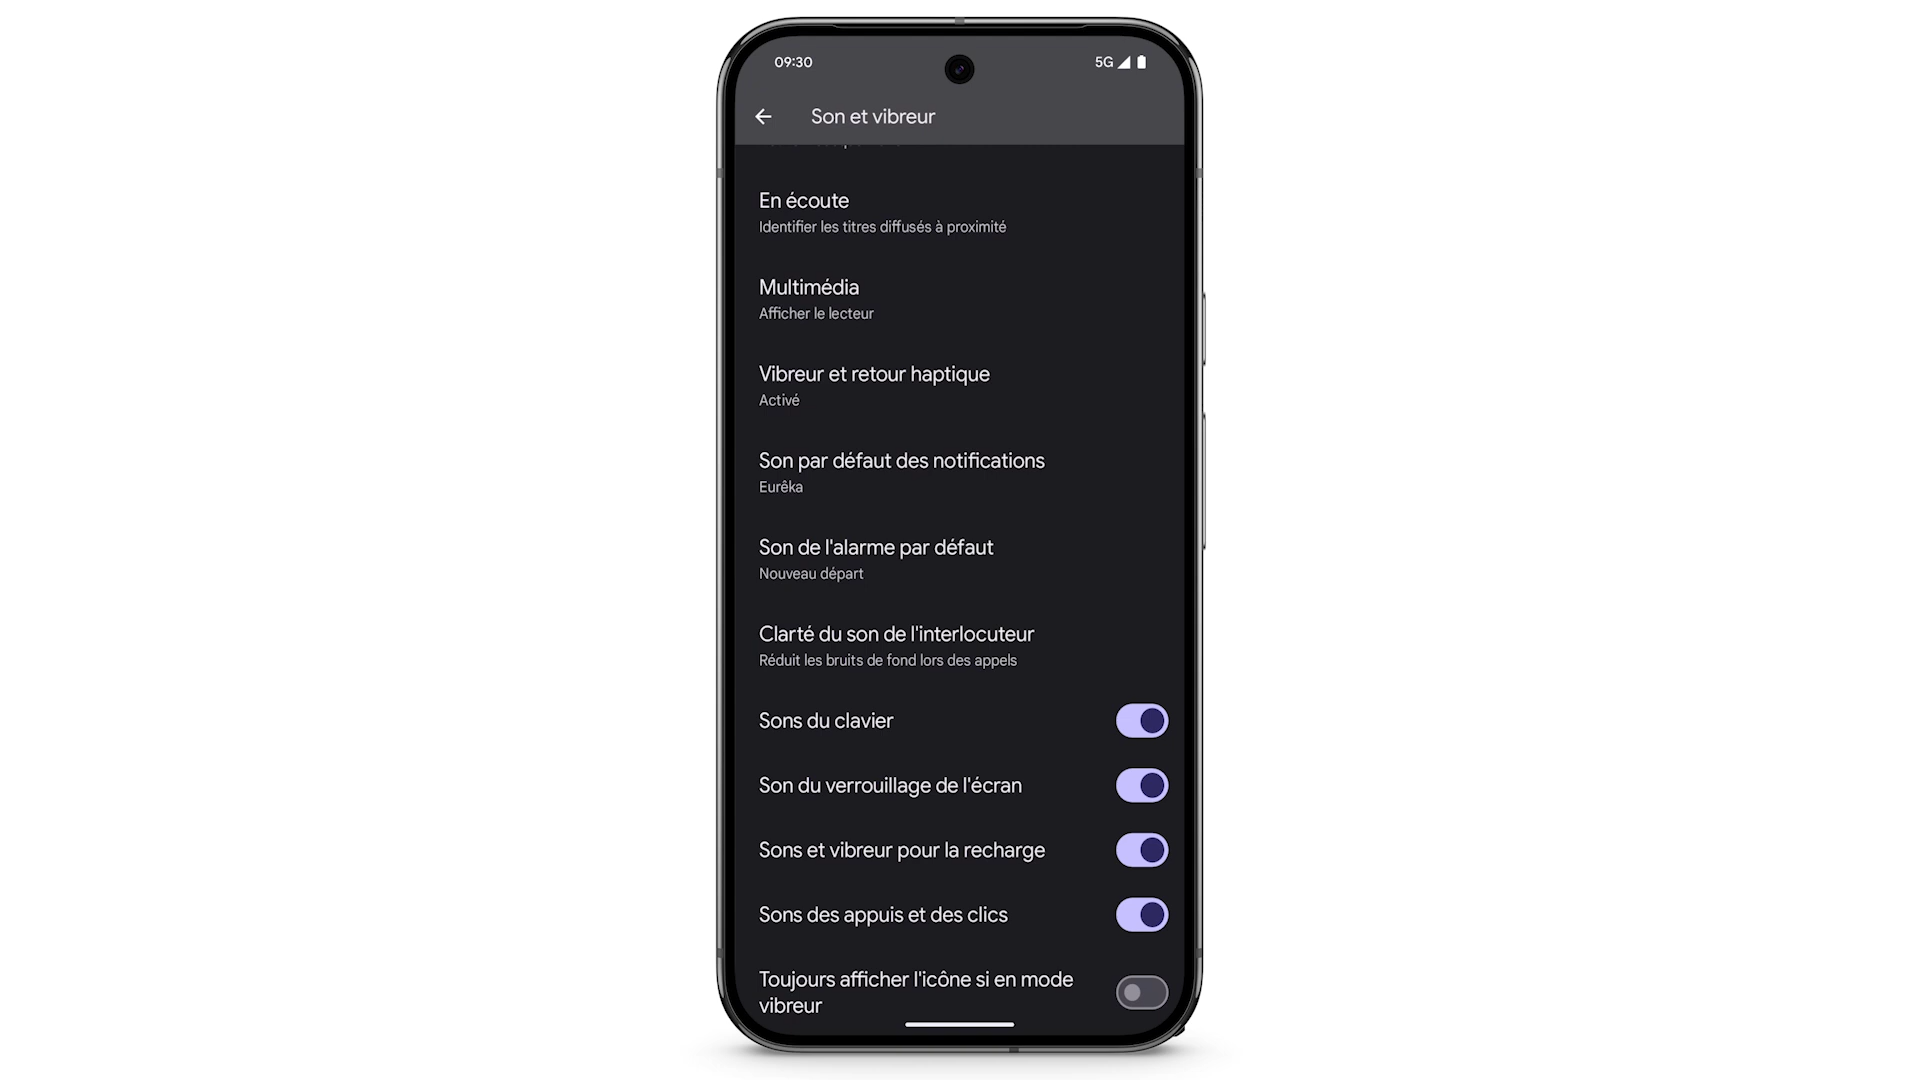 09:30
5G
Son et vibreur
En écoute
Identifier les titres diffusés à proximité
Multimédia
Afficher le lecteur
Vibreur et retour haptique
Activé
Son par défaut des notifications
Eurêka
Son de l'alarme par défaut
Nouveau départ
Clarté du son de l'interlocuteur
Réduit les bruits de fond lors des appels
Sons du clavier
Son du verrouillage de l'écran
Sons et vibreur pour la recharge
Sons des appuis et des clics
Toujours afficher l'icône si en mode
vibreur